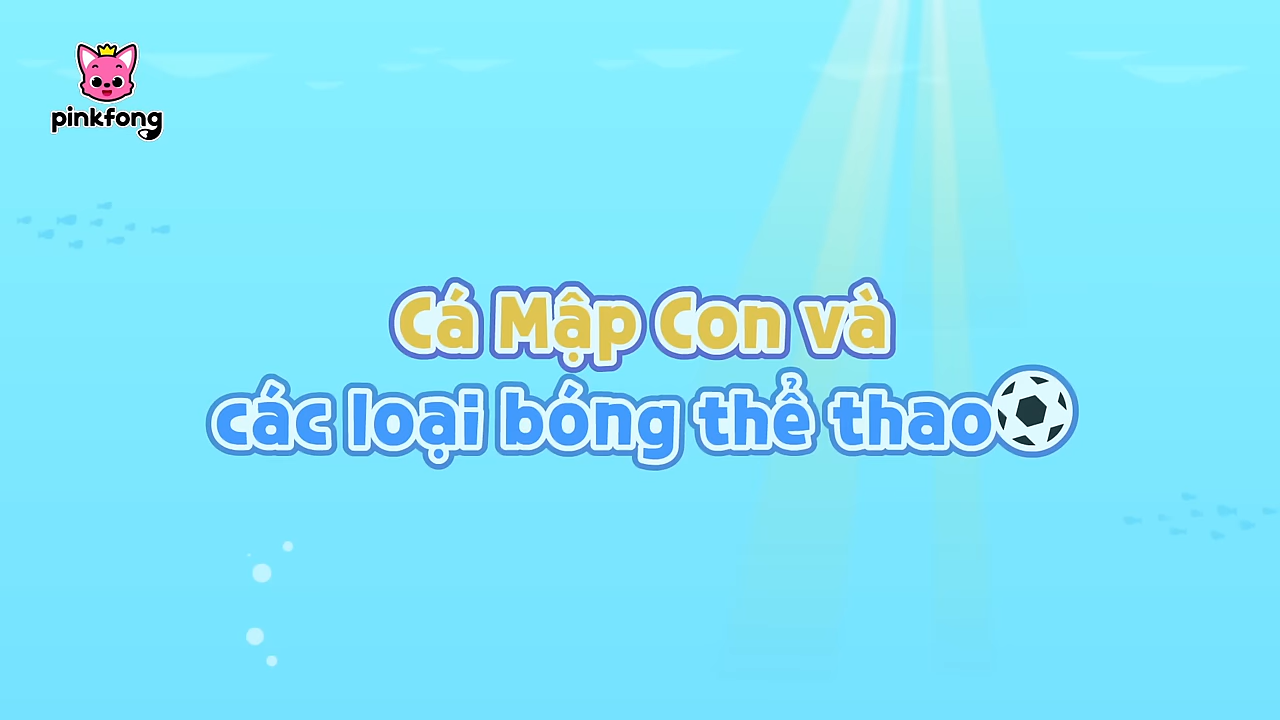 pinkfong
Cá Mập Con và
các loại bóng thể thao